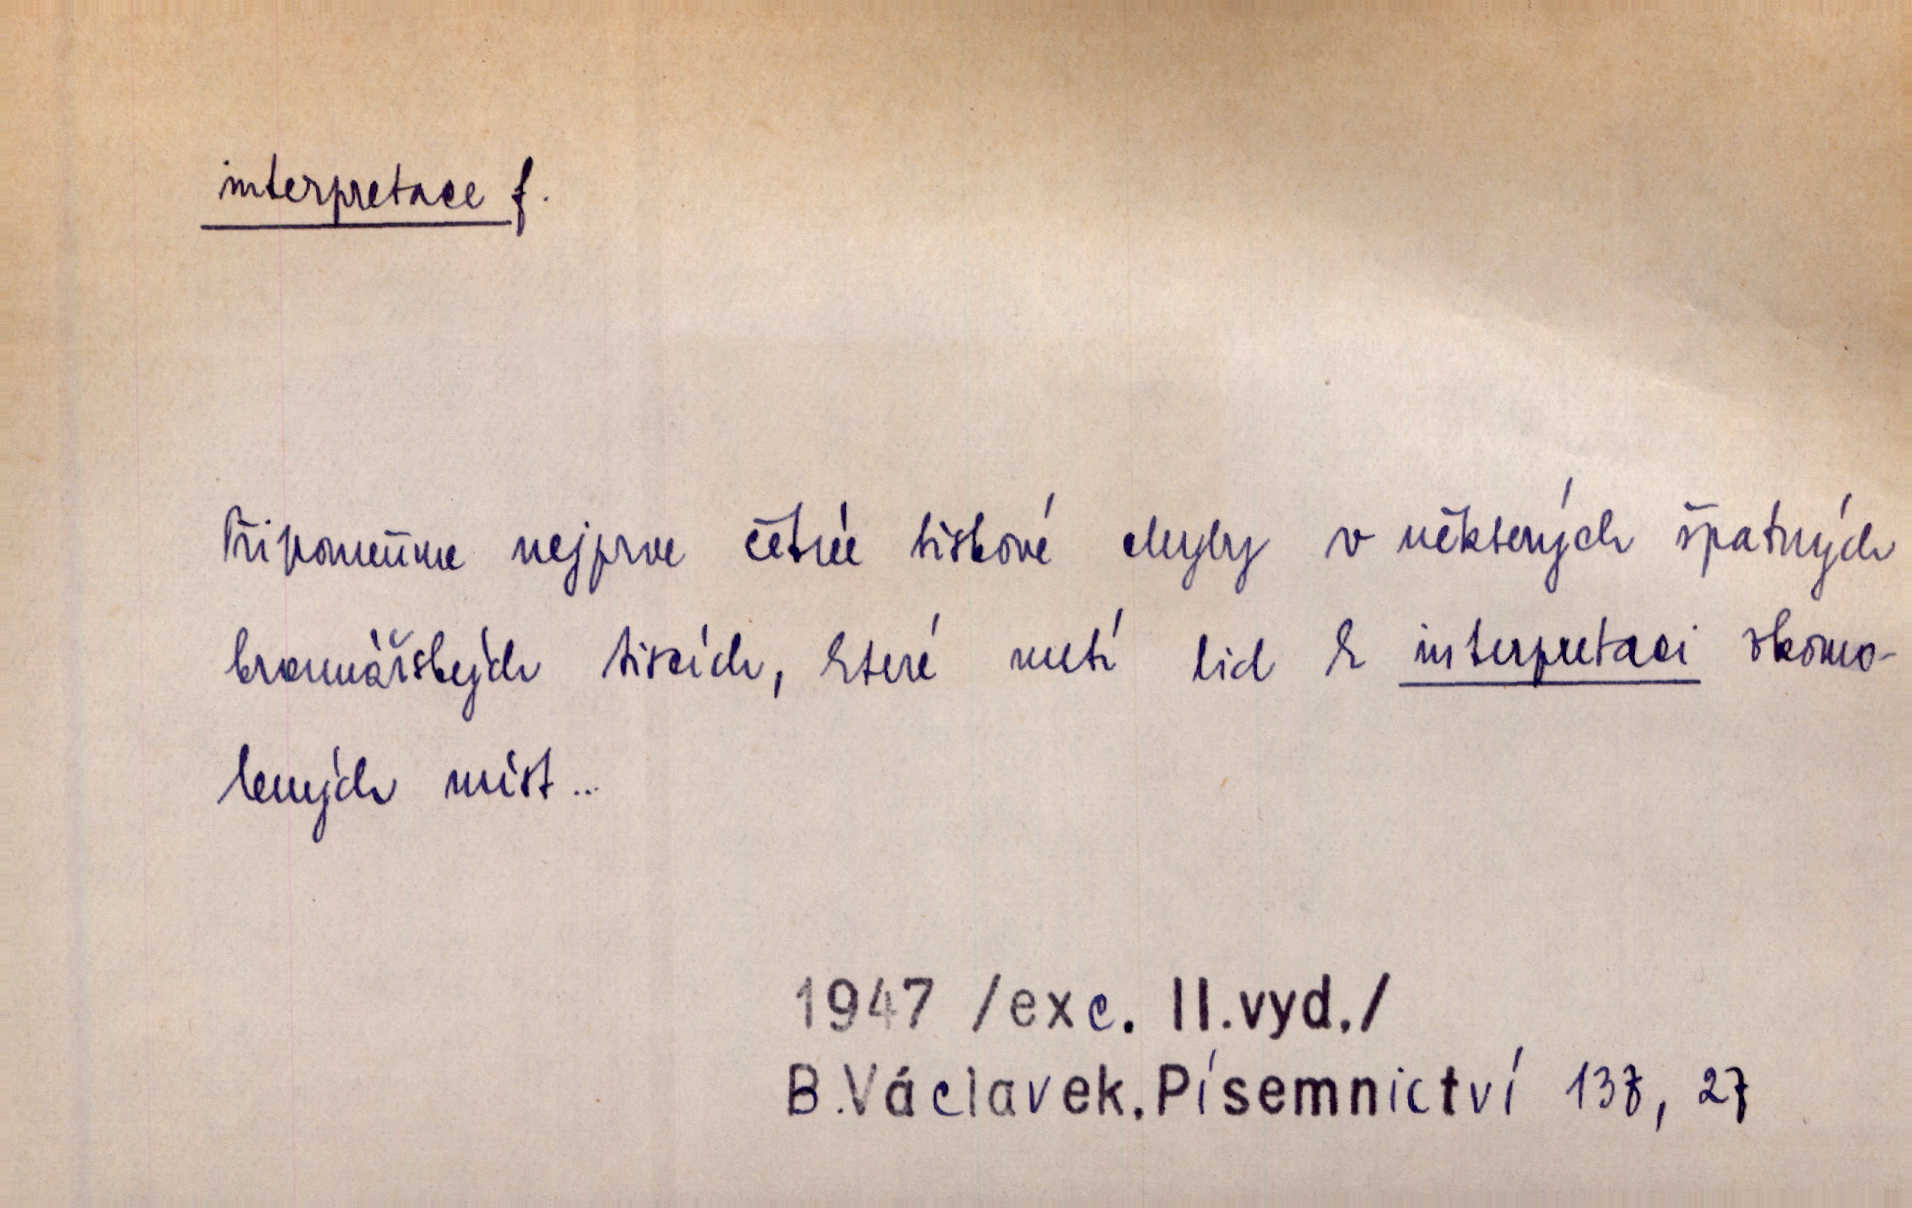 interpretace f.
Připomeňme nejprve četné tiskové chyby v některých špatných
kramářských tiscích, které nutí lid k interpretaci zkomo-
lených míst...
1947 /exc. II.vyd./
B.Václavek,Písemnictví 137, 27